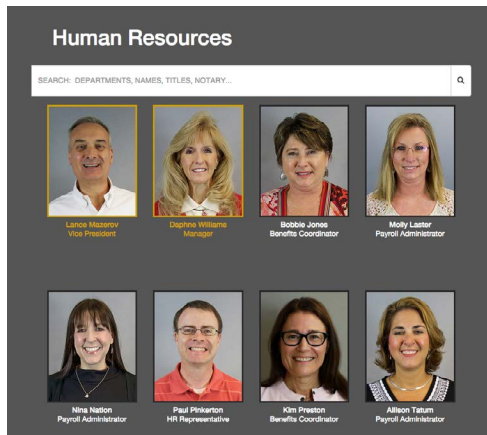 Human Resources
SEARCH: DEPARTMENTS, NAMES, TITLES, NOTARY...
Lance Mazerov
Vice President
Daphne Williams
Manager
Bobbie Jones
Benefits Coordinator
Molly Laster
Payroll Administrator
Nina Nation
Payroll Administrator
Paul Pinkerton
HR Representative
Kim Preston
Benefits Coordinator
Allison Tatum
Payroll Administrator